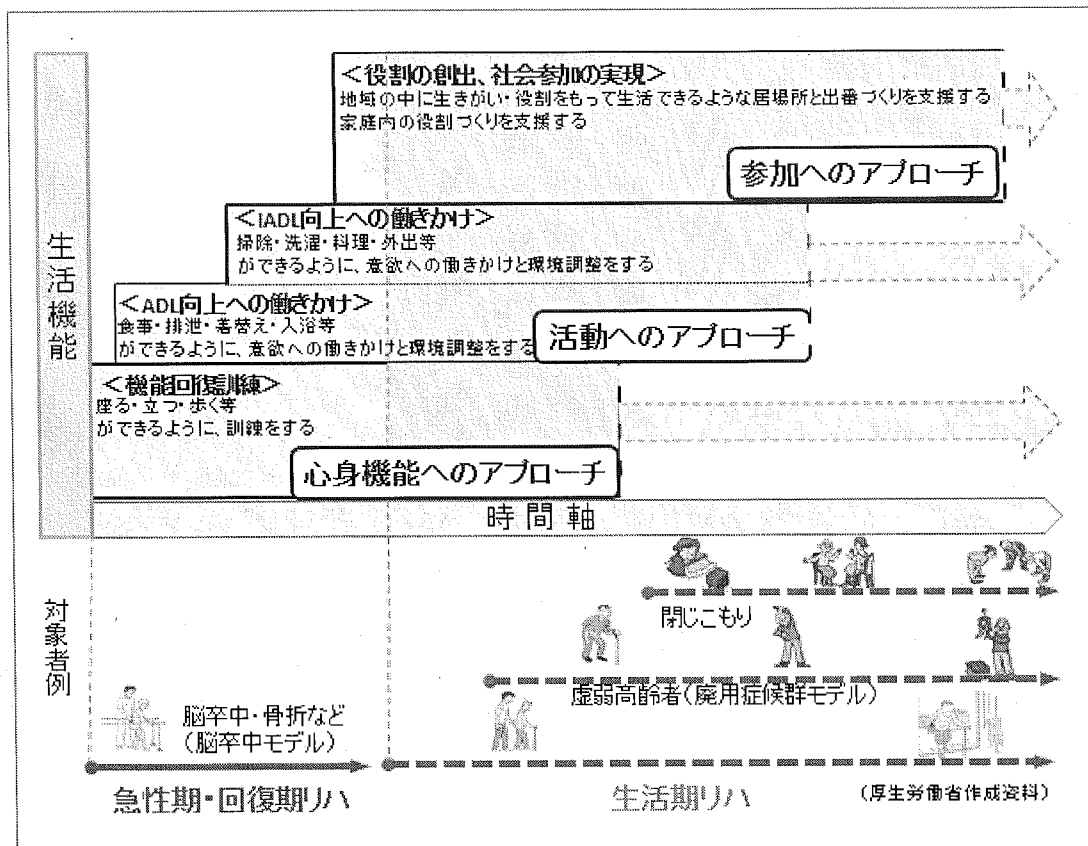 生活機能
<役割の創出、社会参加の実現>
地域の中に生きがい・役割をもって生活できるような居場所と出番づくりを支援する
家庭内の役割づくりを支援する
参加へのアプローチ
<IADL向上への働きかけ>
掃除・洗濯・料理・外出等
ができるように、意欲への働きかけと環境調整をする
<ADL向上への働きかけ>
食事・排泄・着替え・入浴等
ができるように、意欲への働きかけと環境調整をする
活動へのアプローチ
<機能回復訓練>
座る・立つ・歩く等
ができるように、訓練をする
心身機能へのアプローチ
時間軸
対象者例
閉じこもり
虚弱高齢者(廃用症候群モデル)
脳卒中・骨折など
(脳卒中モデル)
急性期・回復期リハ
生活期リハ
(厚生労働省作成資料)